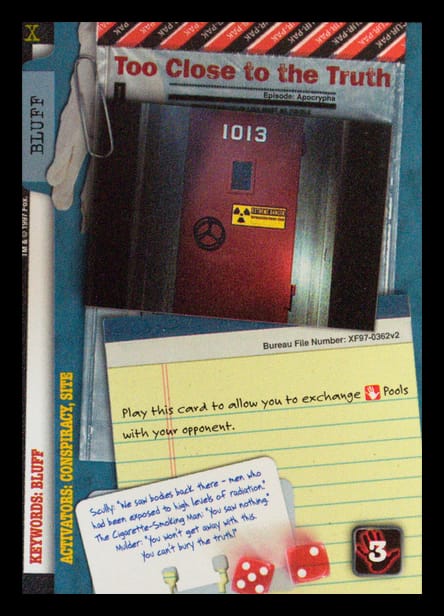 X
BLUFF
TM & © 1997 Fox.
KEYWORDS: BLUFF
ACTIVATORS: CONSPIRACY, SITE
Too Close to the Truth
Episode: Apocrypha
1013
EXTREME DANGER
Bureau File Number: XF97-0362v2
Play this card to allow you to exchange Pools
with your opponent.
Scully: "We saw bodies back there - men who
had been exposed to high levels of radiation."
The Cigarette-Smoking Man: "You saw nothing."
Mulder: "You won't get away with this.
You can't bury the truth!"
3